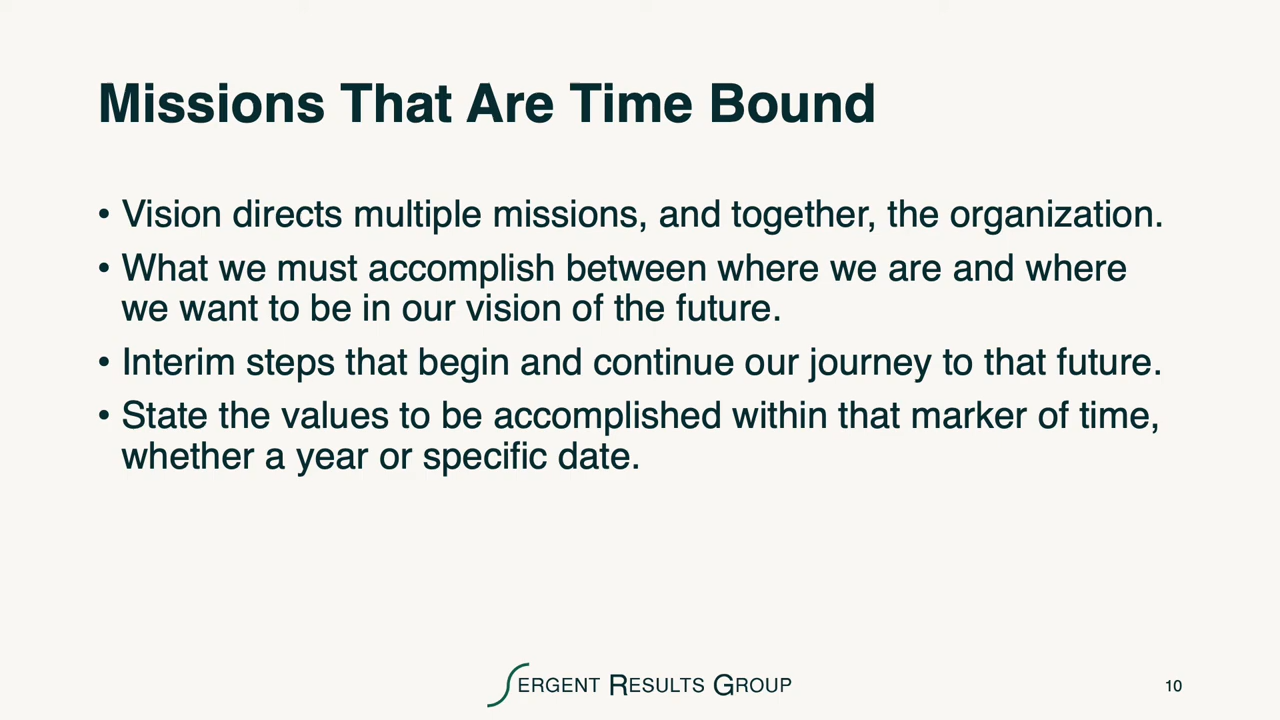 Missions That Are Time Bound
• Vision directs multiple missions, and together, the organization.
• What we must accomplish between where we are and where
we want to be in our vision of the future.
• Interim steps that begin and continue our journey to that future.
• State the values to be accomplished within that marker of time,
whether a year or specific date.
SERGENT RESULTS GROUP
10